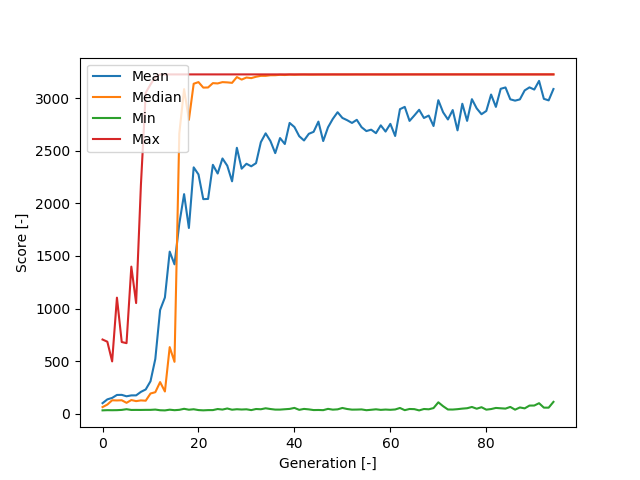 Mean
Median
Min
Max
3000
2500
2000
1500
1000
500
0
Score [-]
0 20 40 60 80
Generation [-]